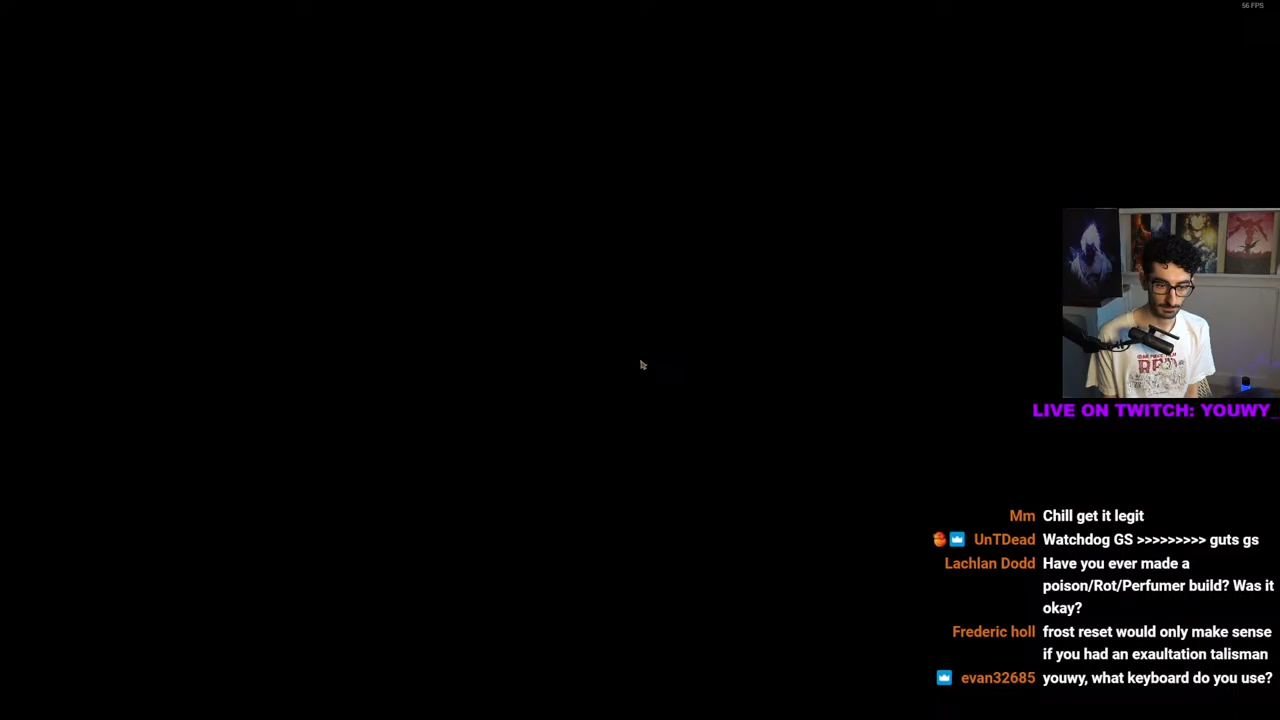 56 FPS
LIVE ON TWITCH: YOUWY_
Mm Chill get it legit
UnTDead Watchdog GS >>>>>>>>> guts gs
Lachlan Dodd Have you ever made a
poison/Rot/Perfumer build? Was it
okay?
Frederic holl frost reset would only make sense
if you had an exaultation talisman
evan32685 youwy, what keyboard do you use?